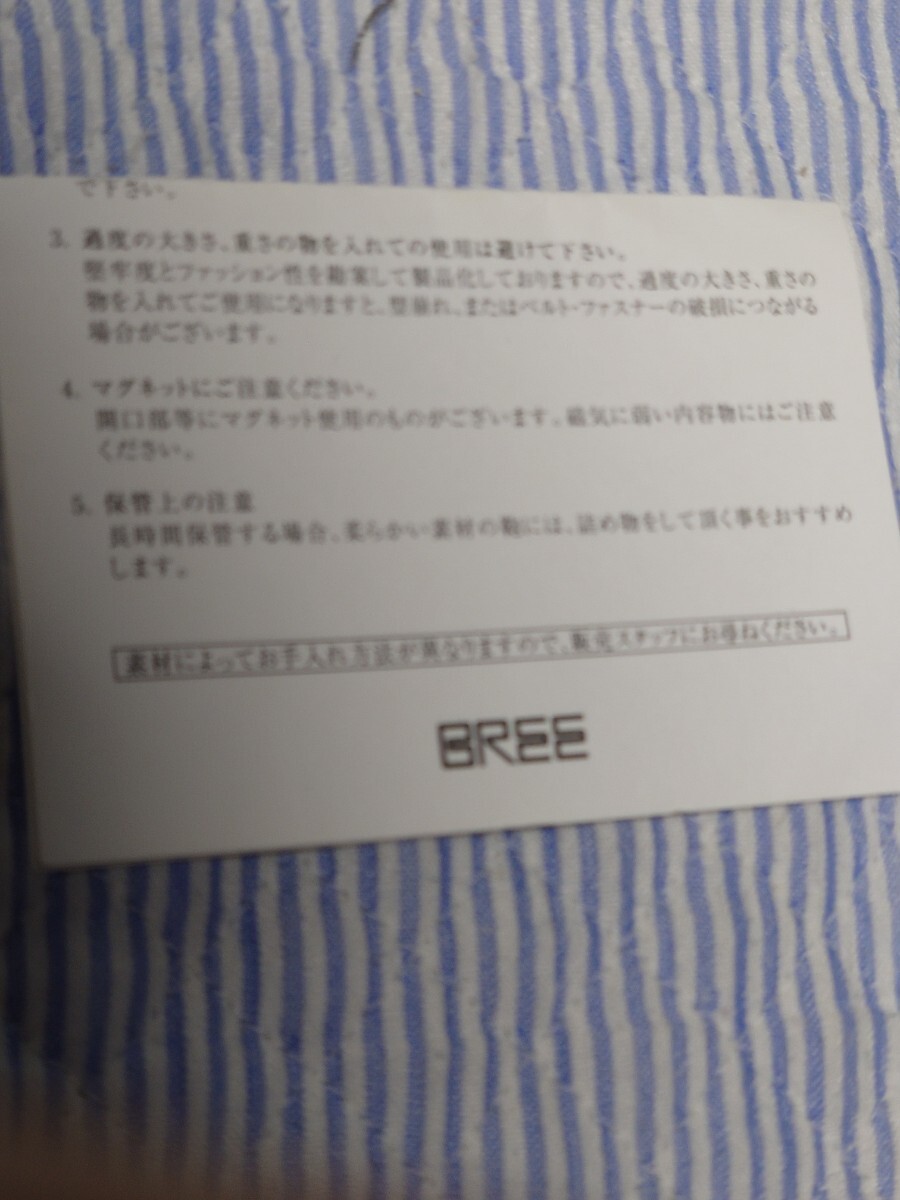 で下さい。
3. 過度の大きさ、重さの物を入れての使用は避けて下さい。
堅牢度とファッション性を勘案して製品化しておりますので、過度の大きさ、重さの
物を入れてご使用になりますと、型崩れ、またはベルト・ファスナーの破損につながる
場合がございます。
4. マグネットにご注意ください。
開口部等にマグネット使用のものがございます。磁気に弱い内容物にはご注意
ください。
5. 保管上の注意
長時間保管する場合、柔らかい素材の鞄には、詰め物をして頂く事をおすすめ
します。
素材によってお手入れ方法が異なりますので、販売スタッフにお尋ねください。
BREE